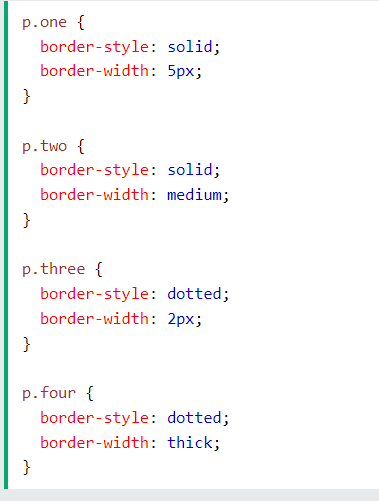 p.one {
  border-style: solid;
  border-width: 5px;
}

p.two {
  border-style: solid;
  border-width: medium;
}

p.three {
  border-style: dotted;
  border-width: 2px;
}

p.four {
  border-style: dotted;
  border-width: thick;
}